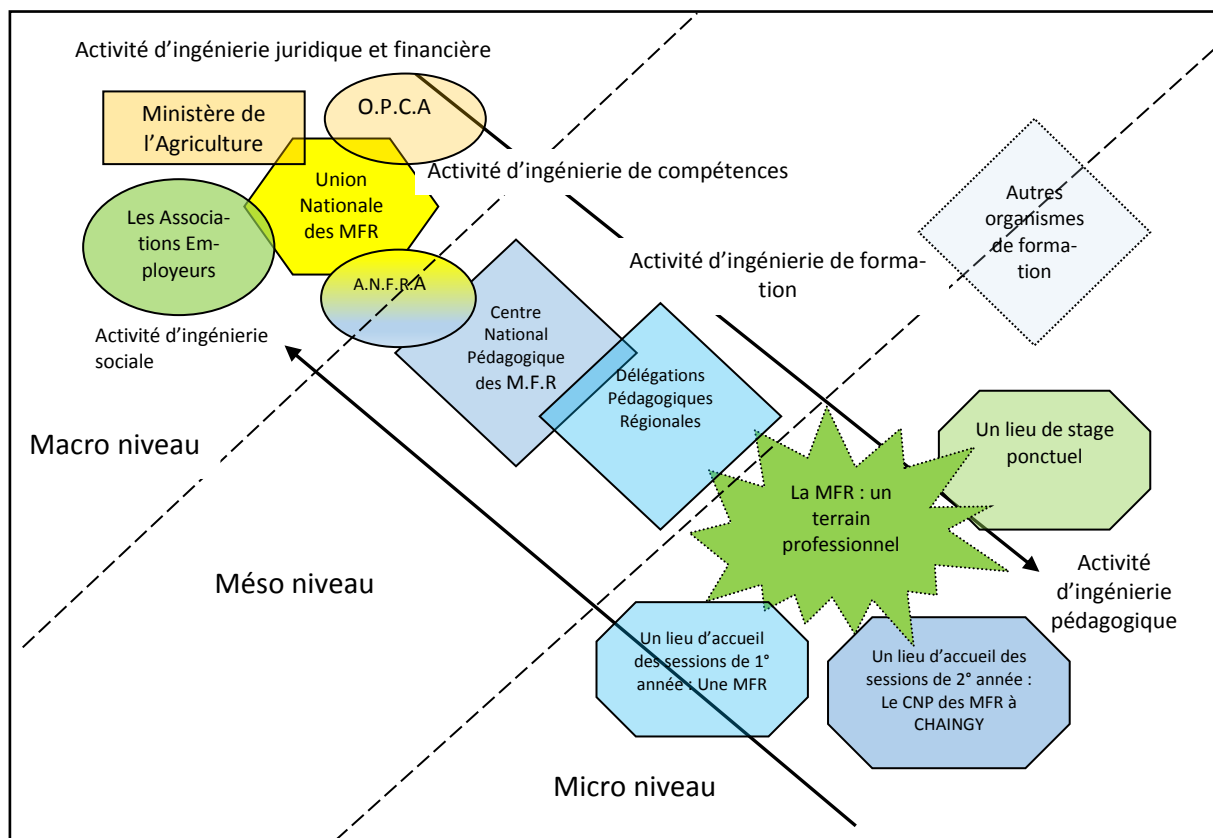 Activité d’ingénierie juridique et financière
O.P.C.A
Ministère de
l’Agriculture
Union
Nationale
des MFR
Activité d’ingénierie de compétences
Les Associa-
tions Em-
ployeurs
Autres
organismes
de forma-
tion
Activité d’ingénierie de forma-
tion
A.N.F.R.A
Centre
National
Pédagogique
des M.F.R
Activité d’ingénierie
sociale
Délégations
Pédagogiques
Régionales
Macro niveau
Un lieu de stage
ponctuel
La MFR : un
terrain
professionnel
Méso niveau
Activité
d’ingénierie
pédagogique
Un lieu d’accueil
des sessions de 1°
année : Une MFR
Un lieu d’accueil des
sessions de 2° année :
Le CNP des MFR à
CHAINGY
Micro niveau